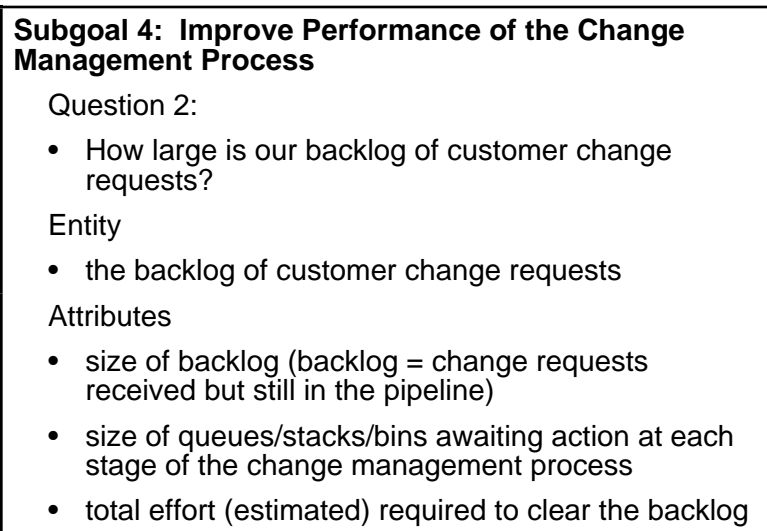 Subgoal 4:  Improve Performance of the Change
Management Process
Question 2:
• How large is our backlog of customer change
requests?
Entity
• the backlog of customer change requests
Attributes
• size of backlog (backlog = change requests
received but still in the pipeline)
• size of queues/stacks/bins awaiting action at each
stage of the change management process
• total effort (estimated) required to clear the backlog